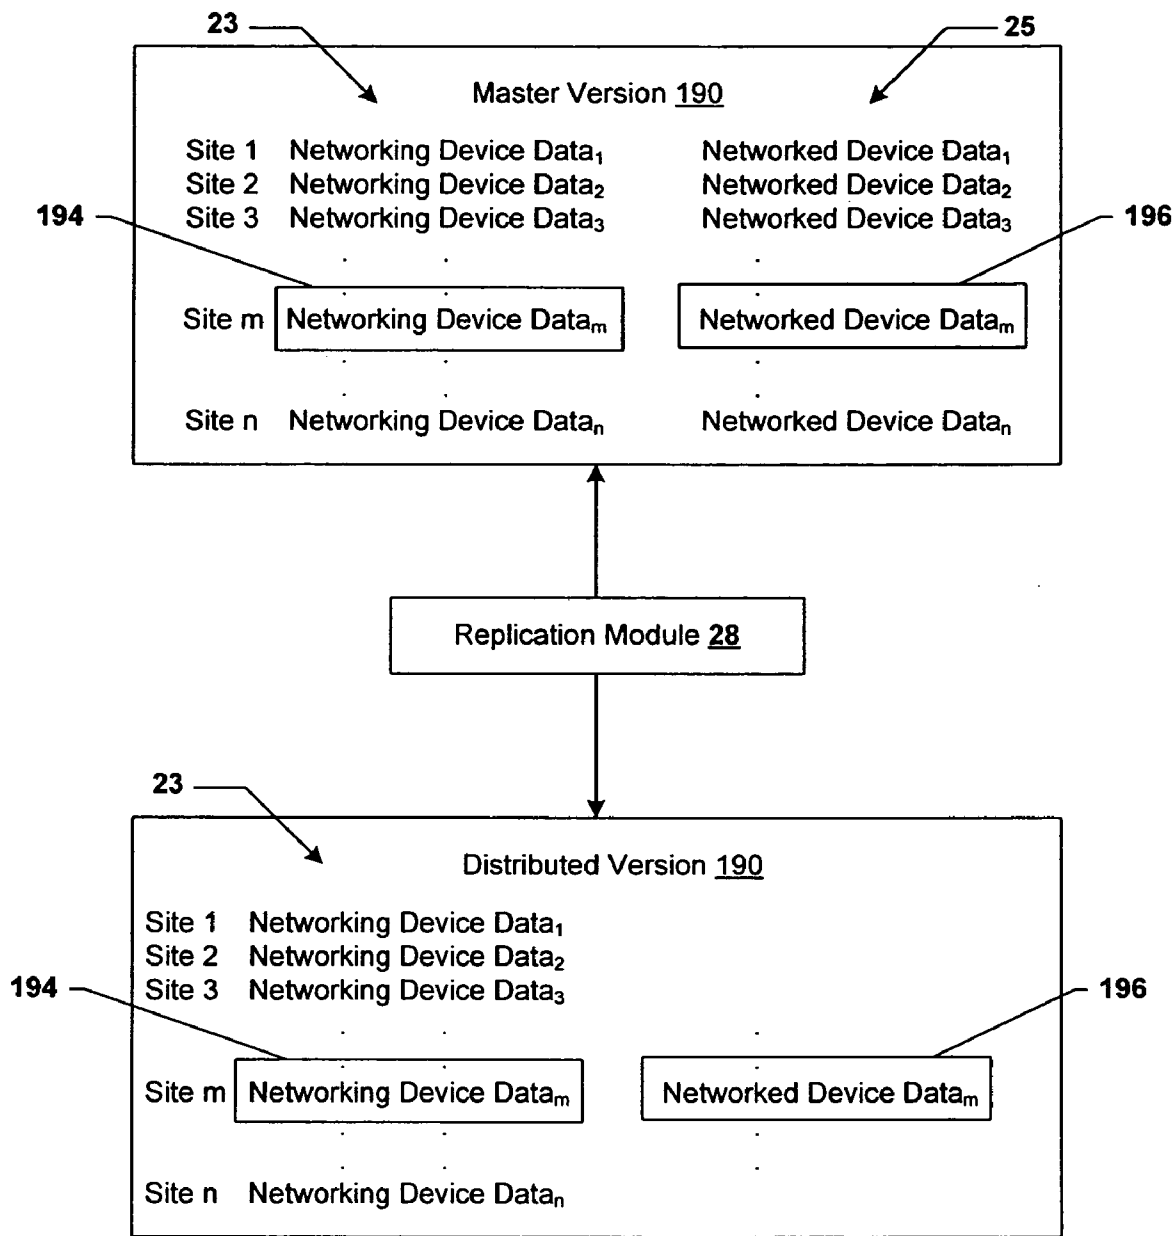 23
25
Master Version 190
Site 1 Networking Device Data₁ Networked Device Data₁
Site 2 Networking Device Data₂ Networked Device Data₂
Site 3 Networking Device Data₃ Networked Device Data₃
194
196
Site m Networking Device Dataₘ Networked Device Dataₘ
Site n Networking Device Dataₙ Networked Device Dataₙ
Replication Module 28
23
Distributed Version 190
Site 1 Networking Device Data₁
Site 2 Networking Device Data₂
Site 3 Networking Device Data₃
194
196
Site m Networking Device Dataₘ Networked Device Dataₘ
Site n Networking Device Dataₙ